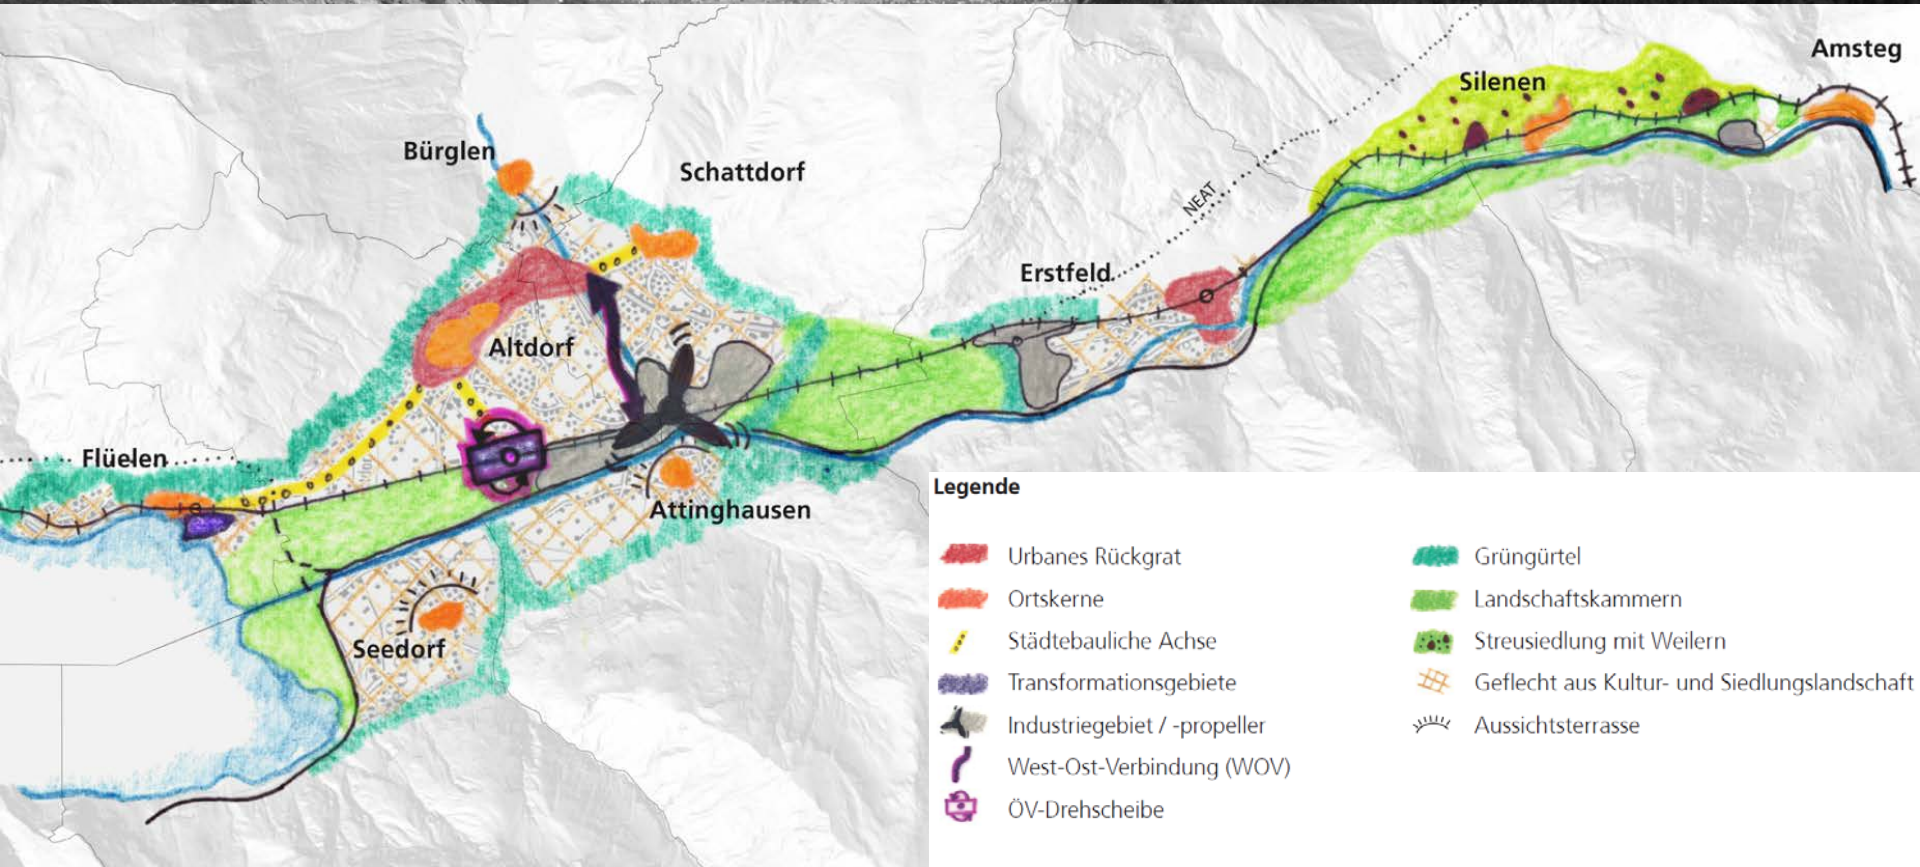 Amsteg
Silenen
Bürglen
Schattdorf
NEAT
Erstfeld
Altdorf
Flüelen
Attinghausen
Seedorf
Legende
Urbanes Rückgrat
Ortskerne
Städtebauliche Achse
Transformationsgebiete
Industriegebiet / -propeller
West-Ost-Verbindung (WOV)
ÖV-Drehscheibe
Grüngürtel
Landschaftskammern
Streusiedlung mit Weilern
Geflecht aus Kultur- und Siedlungslandschaft
Aussichtsterrasse